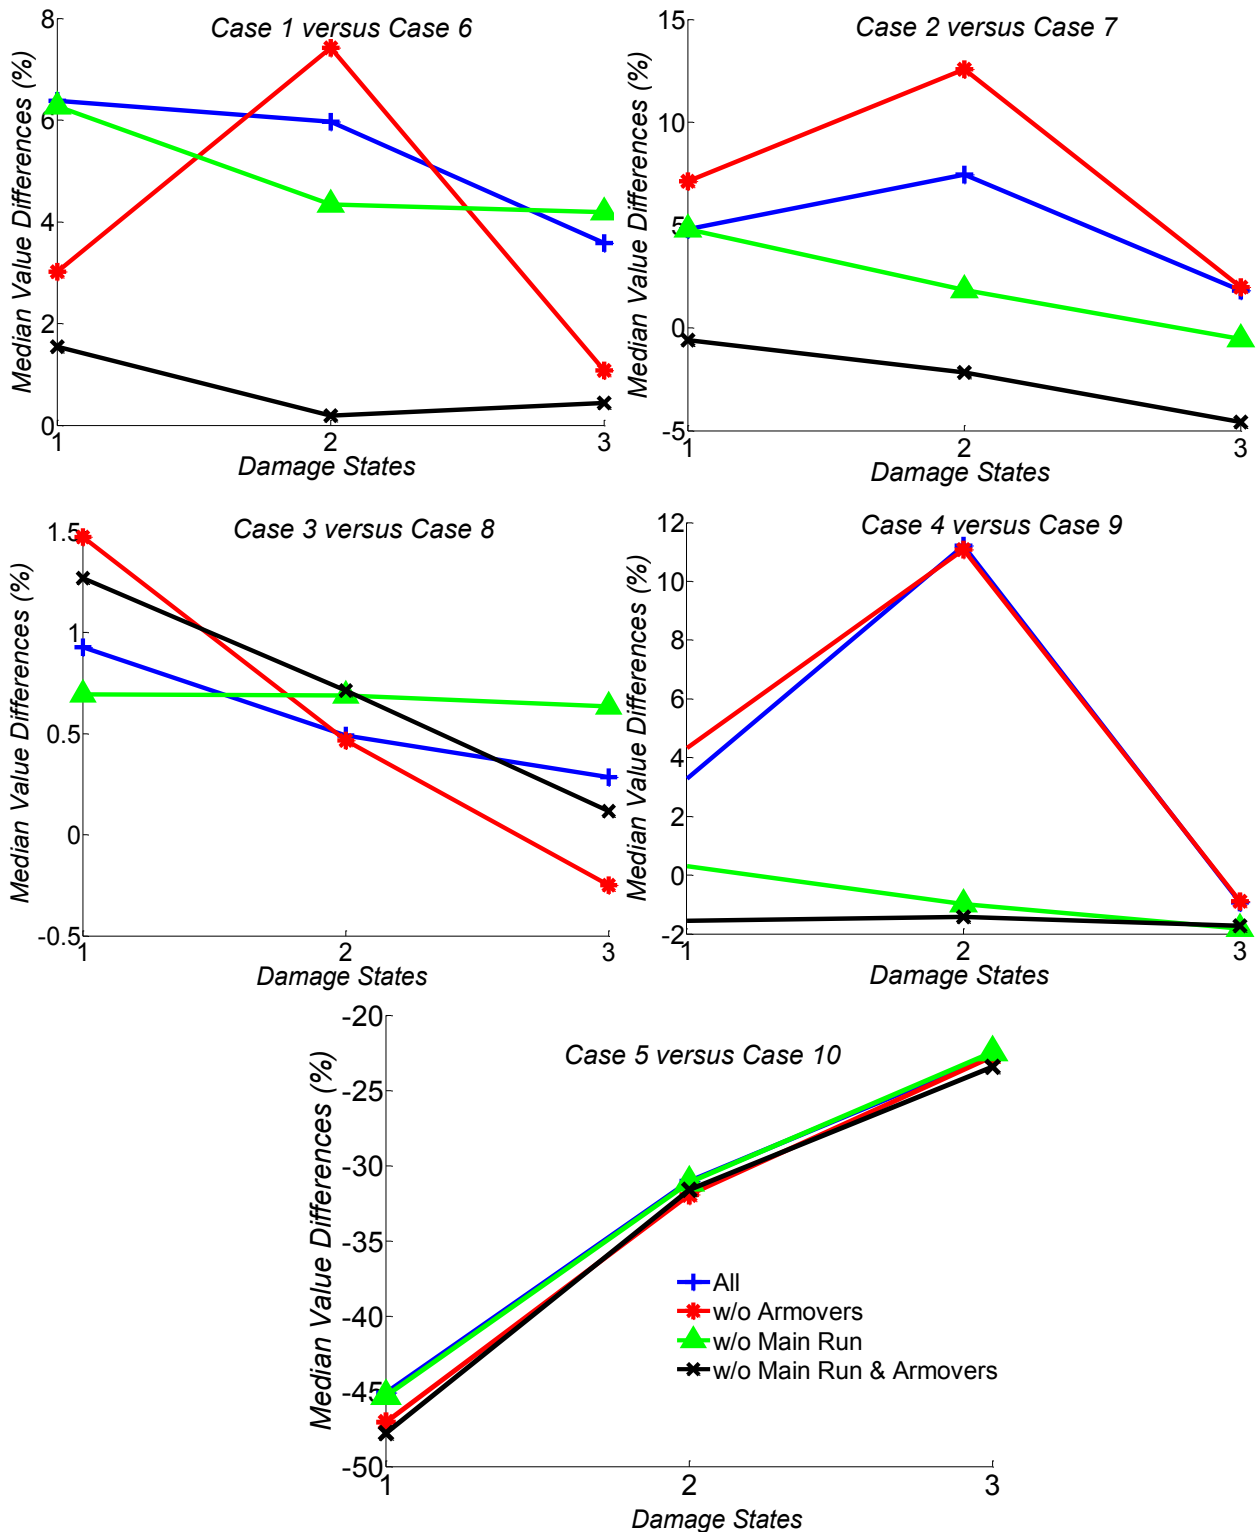 Case 1 versus Case 6
Median Value Differences (%)
8
6
4
2
0
1 2 3
Damage States
Case 2 versus Case 7
Median Value Differences (%)
15
10
5
0
-5
1 2 3
Damage States
Case 3 versus Case 8
Median Value Differences (%)
1.5
1
0.5
0
-0.5
1 2 3
Damage States
Case 4 versus Case 9
Median Value Differences (%)
12
10
8
6
4
2
0
-2
1 2 3
Damage States
Case 5 versus Case 10
Median Value Differences (%)
-20
-25
-30
-35
-40
-45
-50
1 2 3
Damage States
All
w/o Armovers
w/o Main Run
w/o Main Run & Armovers